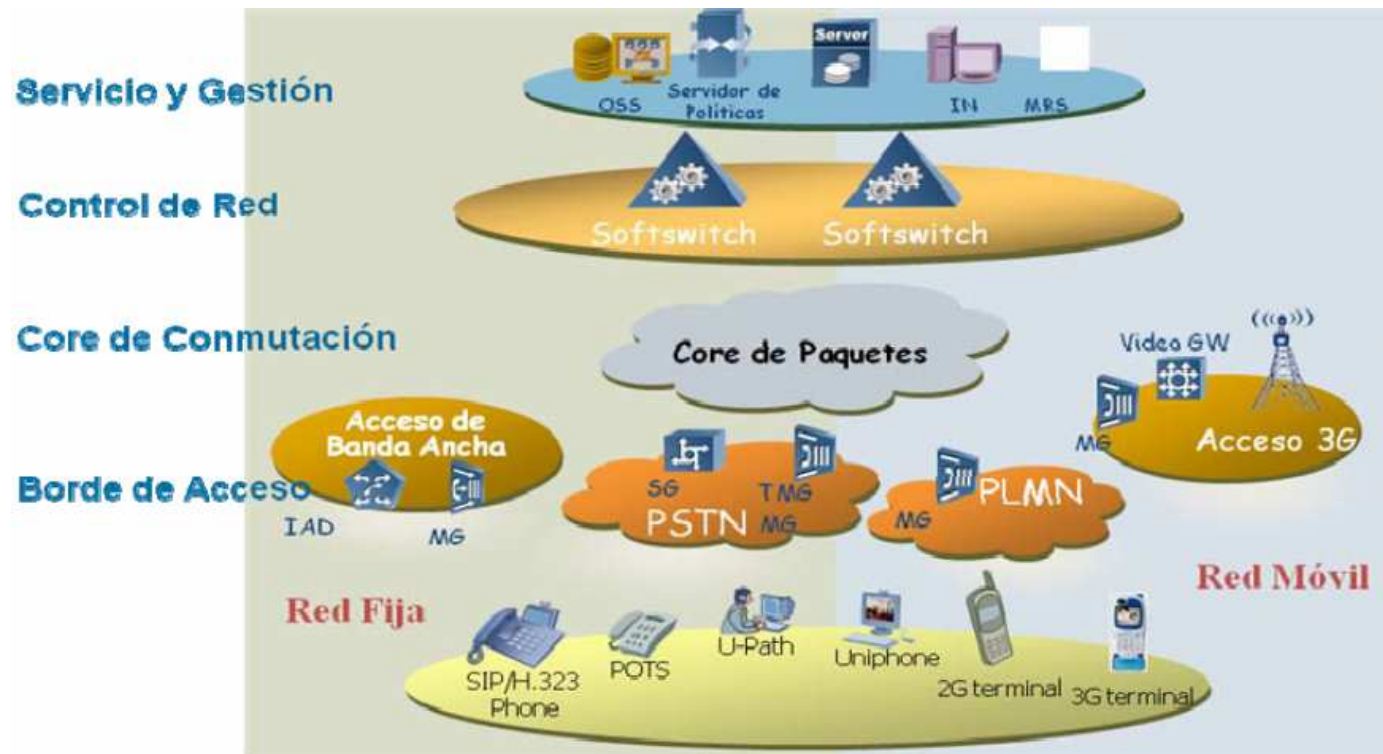 Servicio y Gestión
Server
OSS
Servidor de
Políticas
IN
MRS
Control de Red
Softswitch
Softswitch
Core de Conmutación
Core de Paquetes
Video GW
MG
Acceso 3G
Acceso de
Banda Ancha
Borde de Acceso
IAD
MG
SG
TMG
PSTN
MG
MG
PLMN
Red Fija
Red Móvil
SIP/H.323
Phone
POTS
U-Path
Uniphone
2G terminal
3G terminal